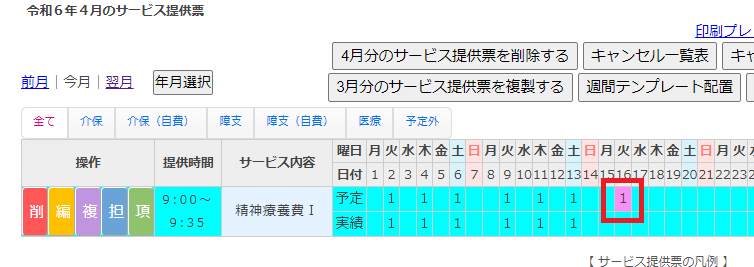 令和６年４月のサービス提供票
印刷プレ
4月分のサービス提供票を削除する キャンセル一覧表 キャ
前月｜今月｜翌月 年月選択 3月分のサービス提供票を複製する 週間テンプレート配置
全て 介保 介保（自費） 障支 障支（自費） 医療 予定外
操作 提供時間 サービス内容 曜日 月 火 水 木 金 土 日 月 火 水 木 金 土 日 月 火 水 木 金 土 日 月 火
日付 1 2 3 4 5 6 7 8 9 10 11 12 13 14 15 16 17 18 19 20 21 22 23
削 編 複 担 項 9:00～9:35 精神療養費Ⅰ 予定 1 1 1 1 1 1 1
実績 1 1 1 1 1 1
【 サービス提供票の凡例 】